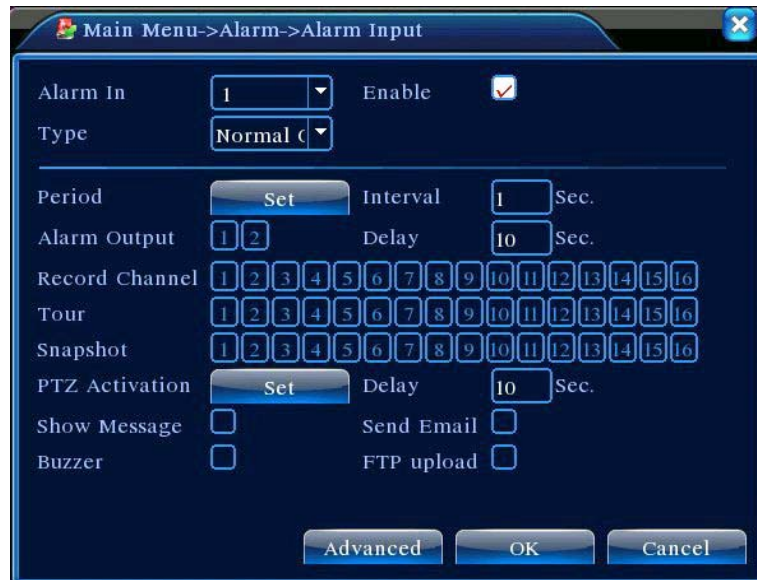 Main Menu->Alarm->Alarm Input
Alarm In 1 Enable
Type Normal
Period Set Interval 1 Sec.
Alarm Output 1 2 Delay 10 Sec.
Record Channel 1 2 3 4 5 6 7 8 9 10 11 12 13 14 15 16
Tour 1 2 3 4 5 6 7 8 9 10 11 12 13 14 15 16
Snapshot 1 2 3 4 5 6 7 8 9 10 11 12 13 14 15 16
PTZ Activation Set Delay 10 Sec.
Show Message Send Email
Buzzer FTP upload
Advanced OK Cancel